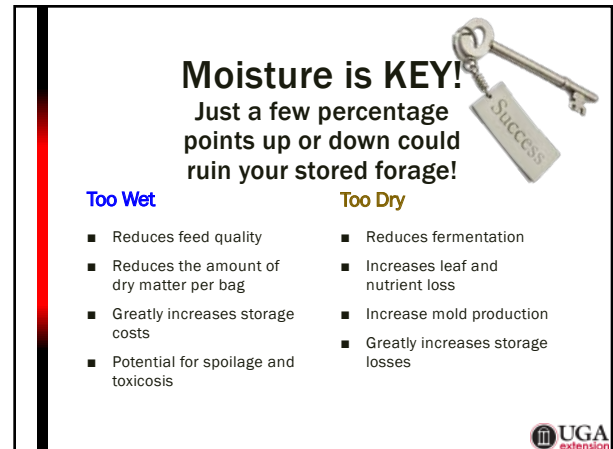 Moisture is KEY!
Just a few percentage
points up or down could
ruin your stored forage!
Success
Too Wet
■ Reduces feed quality
■ Reduces the amount of
dry matter per bag
■ Greatly increases storage
costs
■ Potential for spoilage and
toxicosis
Too Dry
■ Reduces fermentation
■ Increases leaf and
nutrient loss
■ Increase mold production
■ Greatly increases storage
losses
UGA
extension